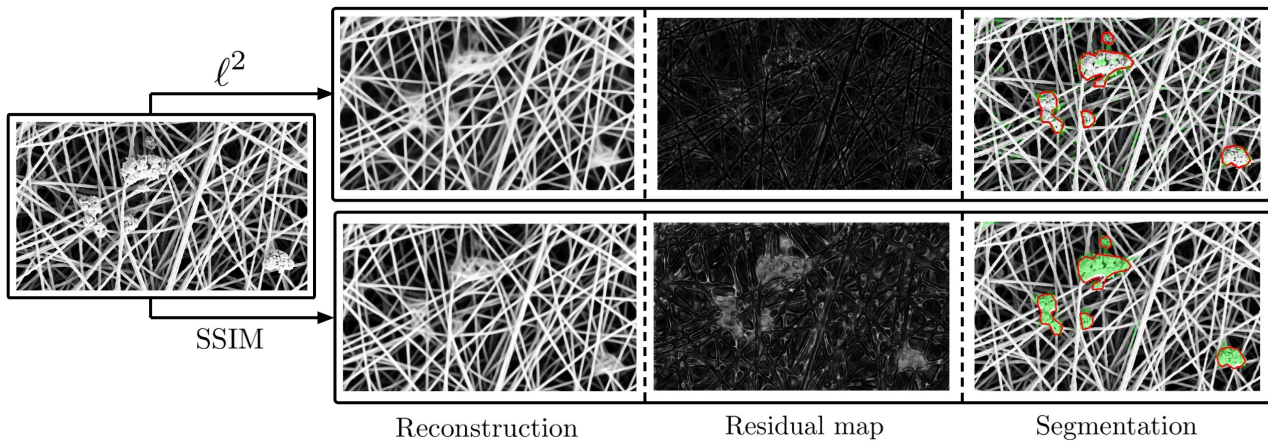 ℓ²
SSIM
Reconstruction
Residual map
Segmentation